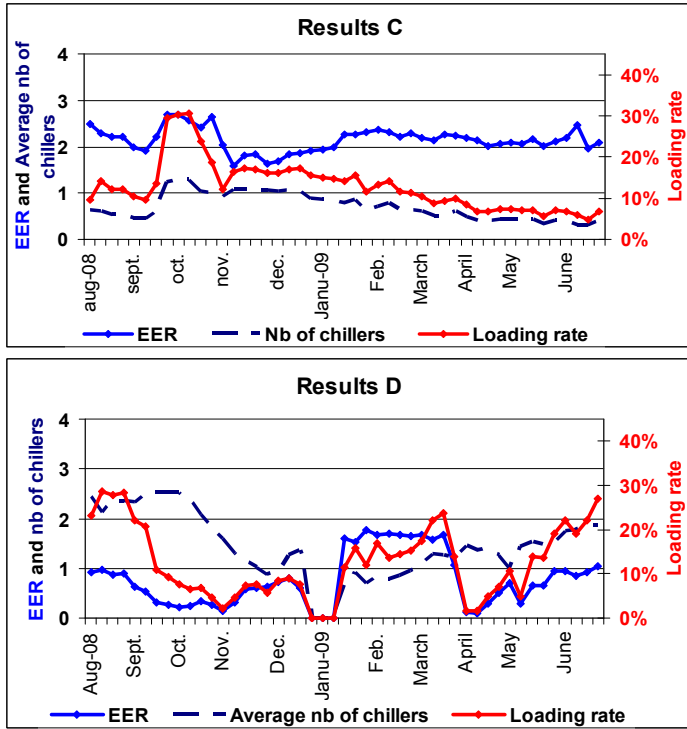 Results C
EER and Average nb of
chillers
4
3
2
1
0
40%
30%
20%
10%
0%
Loading rate
aug-08
sept.
oct.
nov.
dec.
Janu-09
Feb.
March
April
May
June
EER
Nb of chillers
Loading rate
Results D
EER and nb of chillers
4
3
2
1
0
40%
30%
20%
10%
0%
Loading rate
Aug-08
Sept.
Oct.
Nov.
Dec.
Janu-09
Feb.
March
April
May
June
EER
Average nb of chillers
Loading rate